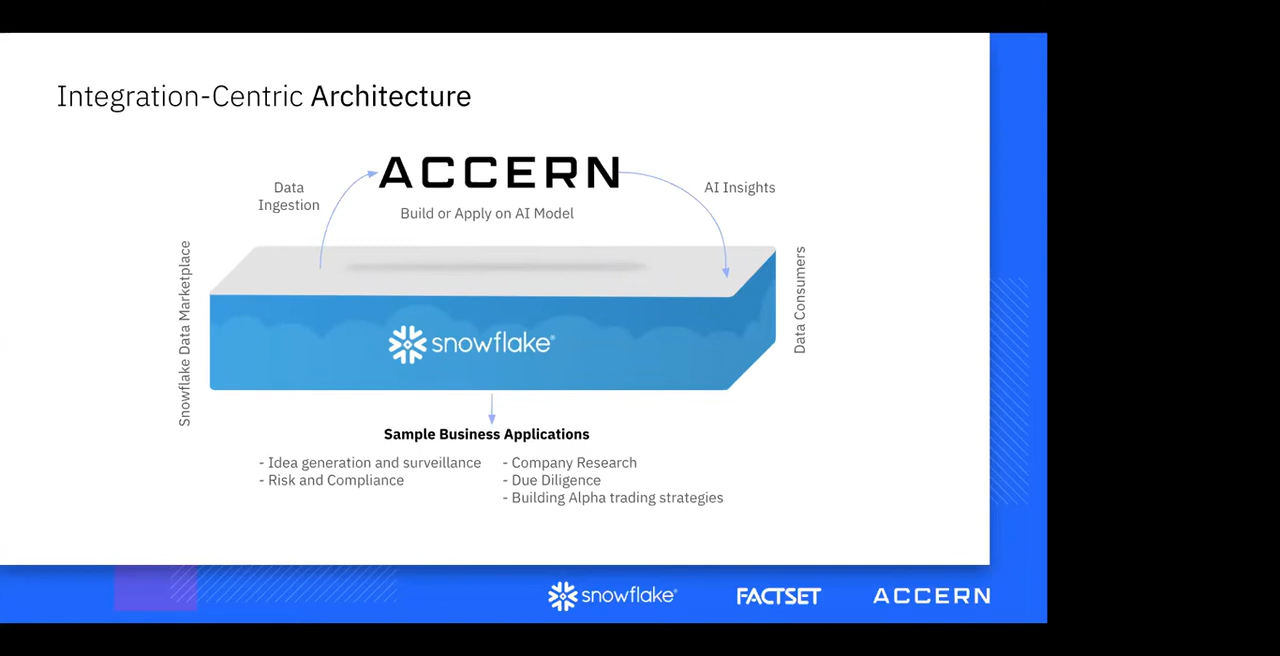 Integration-Centric Architecture
ACCERN
Data
Ingestion
AI Insights
Build or Apply on AI Model
Snowflake Data Marketplace
Data Consumers
snowflake®
Sample Business Applications
- Idea generation and surveillance
- Risk and Compliance
- Company Research
- Due Diligence
- Building Alpha trading strategies
snowflake®
FACTSET
ACCERN